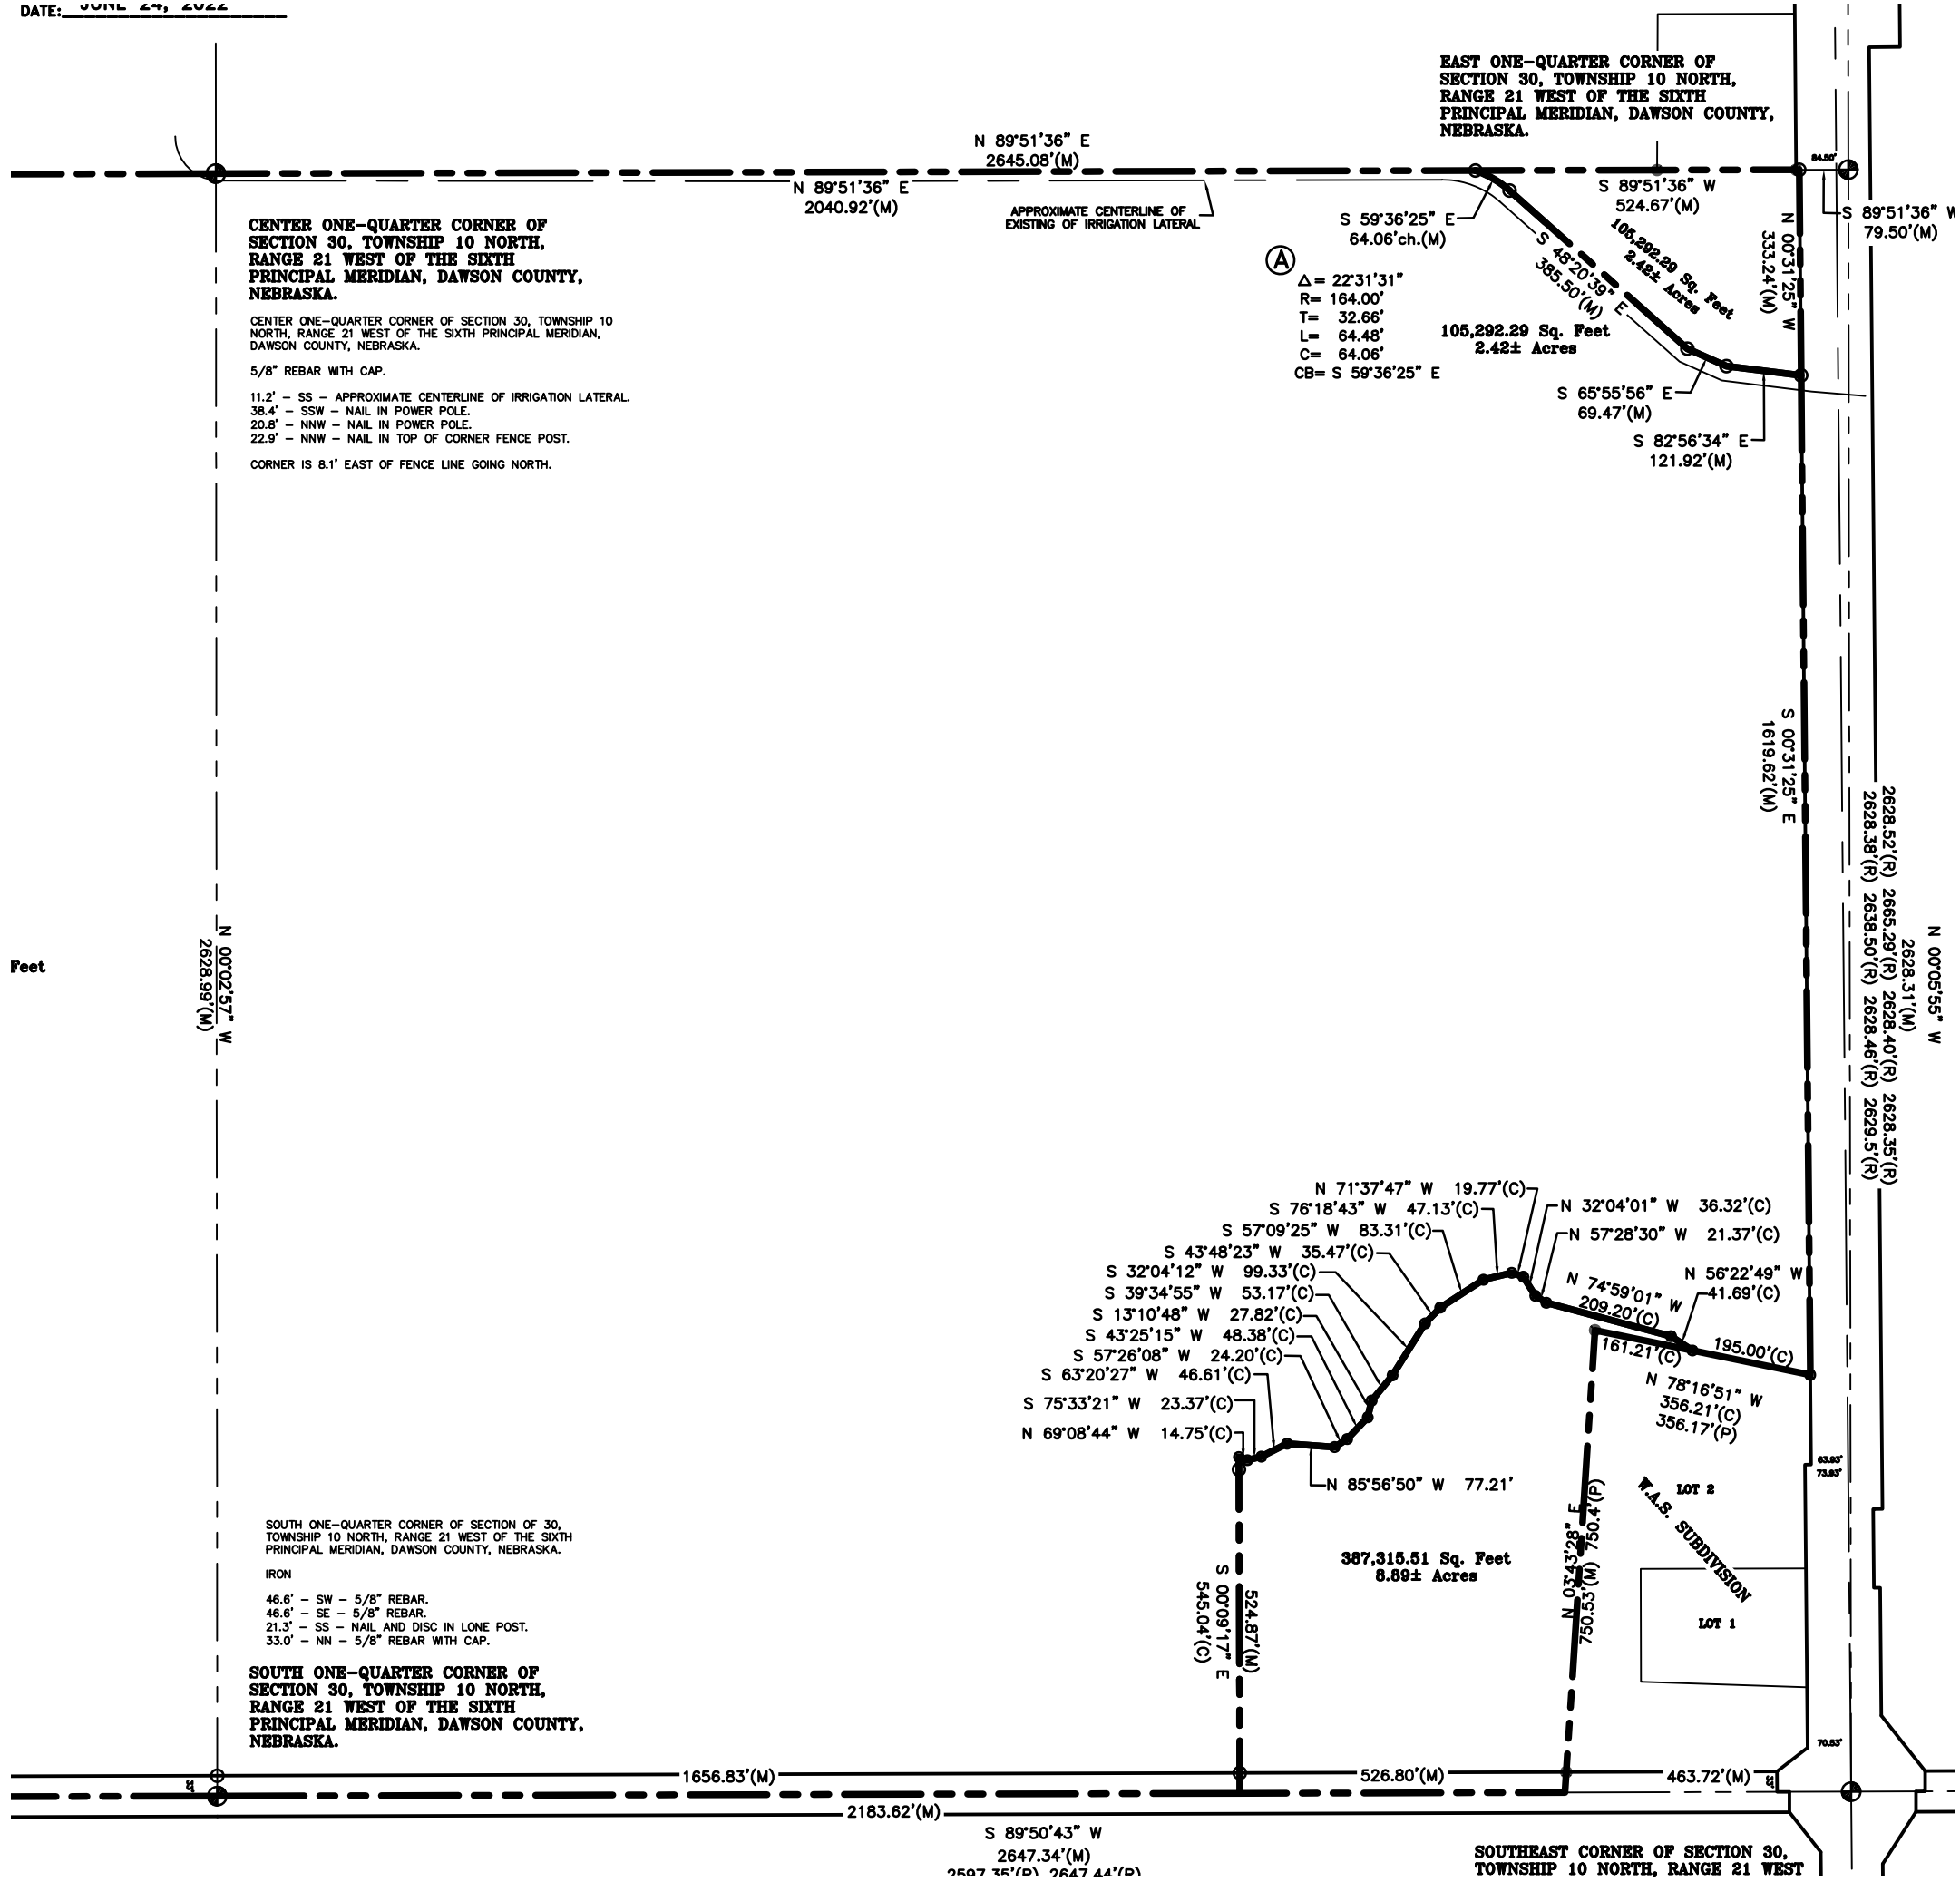 DATE: JUNE 24, 2022
EAST ONE-QUARTER CORNER OF
SECTION 30, TOWNSHIP 10 NORTH,
RANGE 21 WEST OF THE SIXTH
PRINCIPAL MERIDIAN, DAWSON COUNTY,
NEBRASKA.
N 89°51'36" E
2645.08'(M)
N 89°51'36" E
2040.92'(M)
APPROXIMATE CENTERLINE OF
EXISTING OF IRRIGATION LATERAL
84.50'
S 89°51'36" W
524.67'(M)
S 89°51'36" W
79.50'(M)
S 59°36'25" E
64.06'ch.(M)
CENTER ONE-QUARTER CORNER OF
SECTION 30, TOWNSHIP 10 NORTH,
RANGE 21 WEST OF THE SIXTH
PRINCIPAL MERIDIAN, DAWSON COUNTY,
NEBRASKA.
CENTER ONE-QUARTER CORNER OF SECTION 30, TOWNSHIP 10
NORTH, RANGE 21 WEST OF THE SIXTH PRINCIPAL MERIDIAN,
DAWSON COUNTY, NEBRASKA.
5/8" REBAR WITH CAP.
11.2' - SS - APPROXIMATE CENTERLINE OF IRRIGATION LATERAL.
38.4' - SSW - NAIL IN POWER POLE.
20.8' - NNW - NAIL IN POWER POLE.
22.9' - NNW - NAIL IN TOP OF CORNER FENCE POST.
CORNER IS 8.1' EAST OF FENCE LINE GOING NORTH.
A
Δ = 22°31'31"
R= 164.00'
T= 32.66'
L= 64.48'
C= 64.06'
CB= S 59°36'25" E
S 48°20'39" E
385.50'(M)
105,292.29 Sq. Feet
2.42± Acres
105,292.29 Sq. Feet
2.42± Acres
N 00°31'25" W
333.24'(M)
S 65°55'56" E
69.47'(M)
S 82°56'34" E
121.92'(M)
S 00°31'25" E
1619.62'(M)
2628.52'(R) 2665.29'(R) 2628.40'(R) 2628.35'(R)
2628.38'(R) 2638.50'(R) 2628.46'(R) 2629.5'(R)
N 00°05'55" W
2628.31'(M)
Feet
N 00°02'57" W
2628.99'(M)
N 71°37'47" W 19.77'(C)
S 76°18'43" W 47.13'(C)
S 57°09'25" W 83.31'(C)
S 43°48'23" W 35.47'(C)
S 32°04'12" W 99.33'(C)
S 39°34'55" W 53.17'(C)
S 13°10'48" W 27.82'(C)
S 43°25'15" W 48.38'(C)
S 57°26'08" W 24.20'(C)
S 63°20'27" W 46.61'(C)
S 75°33'21" W 23.37'(C)
N 69°08'44" W 14.75'(C)
N 32°04'01" W 36.32'(C)
N 57°28'30" W 21.37'(C)
N 56°22'49" W
41.69'(C)
N 74°59'01" W
209.20'(C)
161.21'(C)
195.00'(C)
N 78°16'51" W
356.21'(C)
356.17'(P)
N 85°56'50" W 77.21'
63.93'
73.93'
LOT 2
W.A.S. SUBDIVISION
LOT 1
N 03°43'28" E
750.53'(M) 750.4'(P)
387,315.51 Sq. Feet
8.89± Acres
524.87'(M)
S 00°09'17" E
545.04'(C)
SOUTH ONE-QUARTER CORNER OF SECTION OF 30,
TOWNSHIP 10 NORTH, RANGE 21 WEST OF THE SIXTH
PRINCIPAL MERIDIAN, DAWSON COUNTY, NEBRASKA.
IRON
46.6' - SW - 5/8" REBAR.
46.6' - SE - 5/8" REBAR.
21.3' - SS - NAIL AND DISC IN LONE POST.
33.0' - NN - 5/8" REBAR WITH CAP.
SOUTH ONE-QUARTER CORNER OF
SECTION 30, TOWNSHIP 10 NORTH,
RANGE 21 WEST OF THE SIXTH
PRINCIPAL MERIDIAN, DAWSON COUNTY,
NEBRASKA.
70.53'
33'
1656.83'(M)
526.80'(M)
463.72'(M)
33'
2183.62'(M)
S 89°50'43" W
2647.34'(M)
2597.35'(R) 2647.44'(R)
SOUTHEAST CORNER OF SECTION 30,
TOWNSHIP 10 NORTH, RANGE 21 WEST